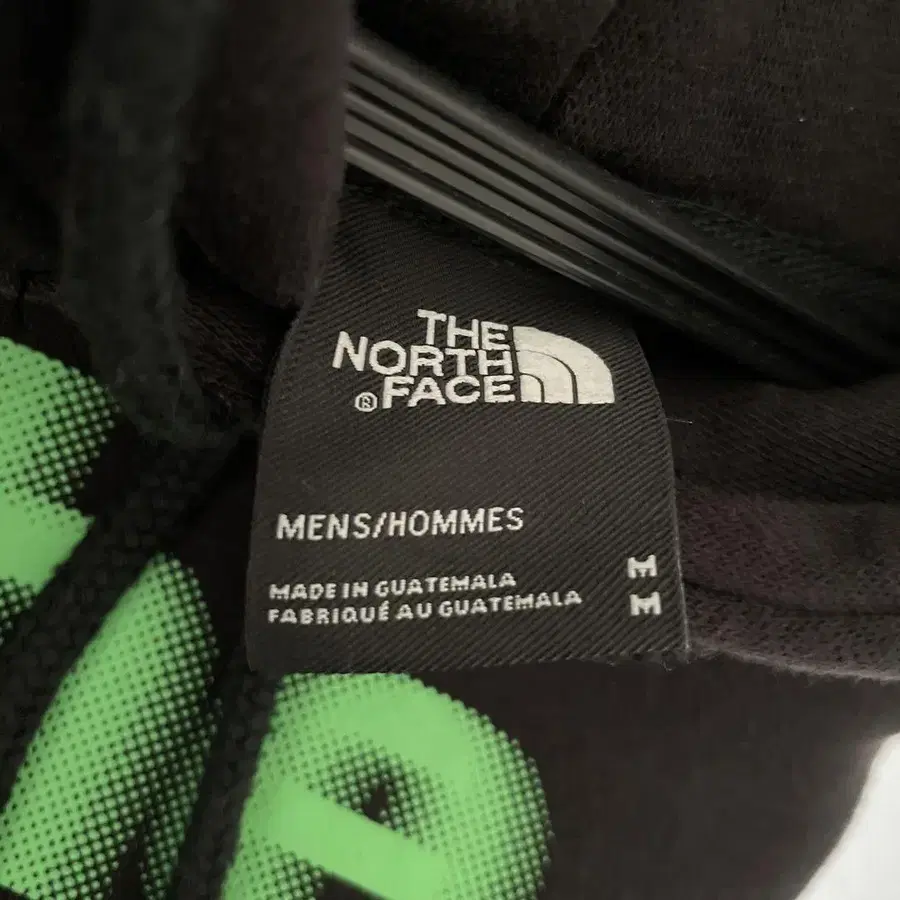 THE
NORTH
®FACE
MENS/HOMMES
MADE IN GUATEMALA M
FABRIQUÉ AU GUATEMALA M